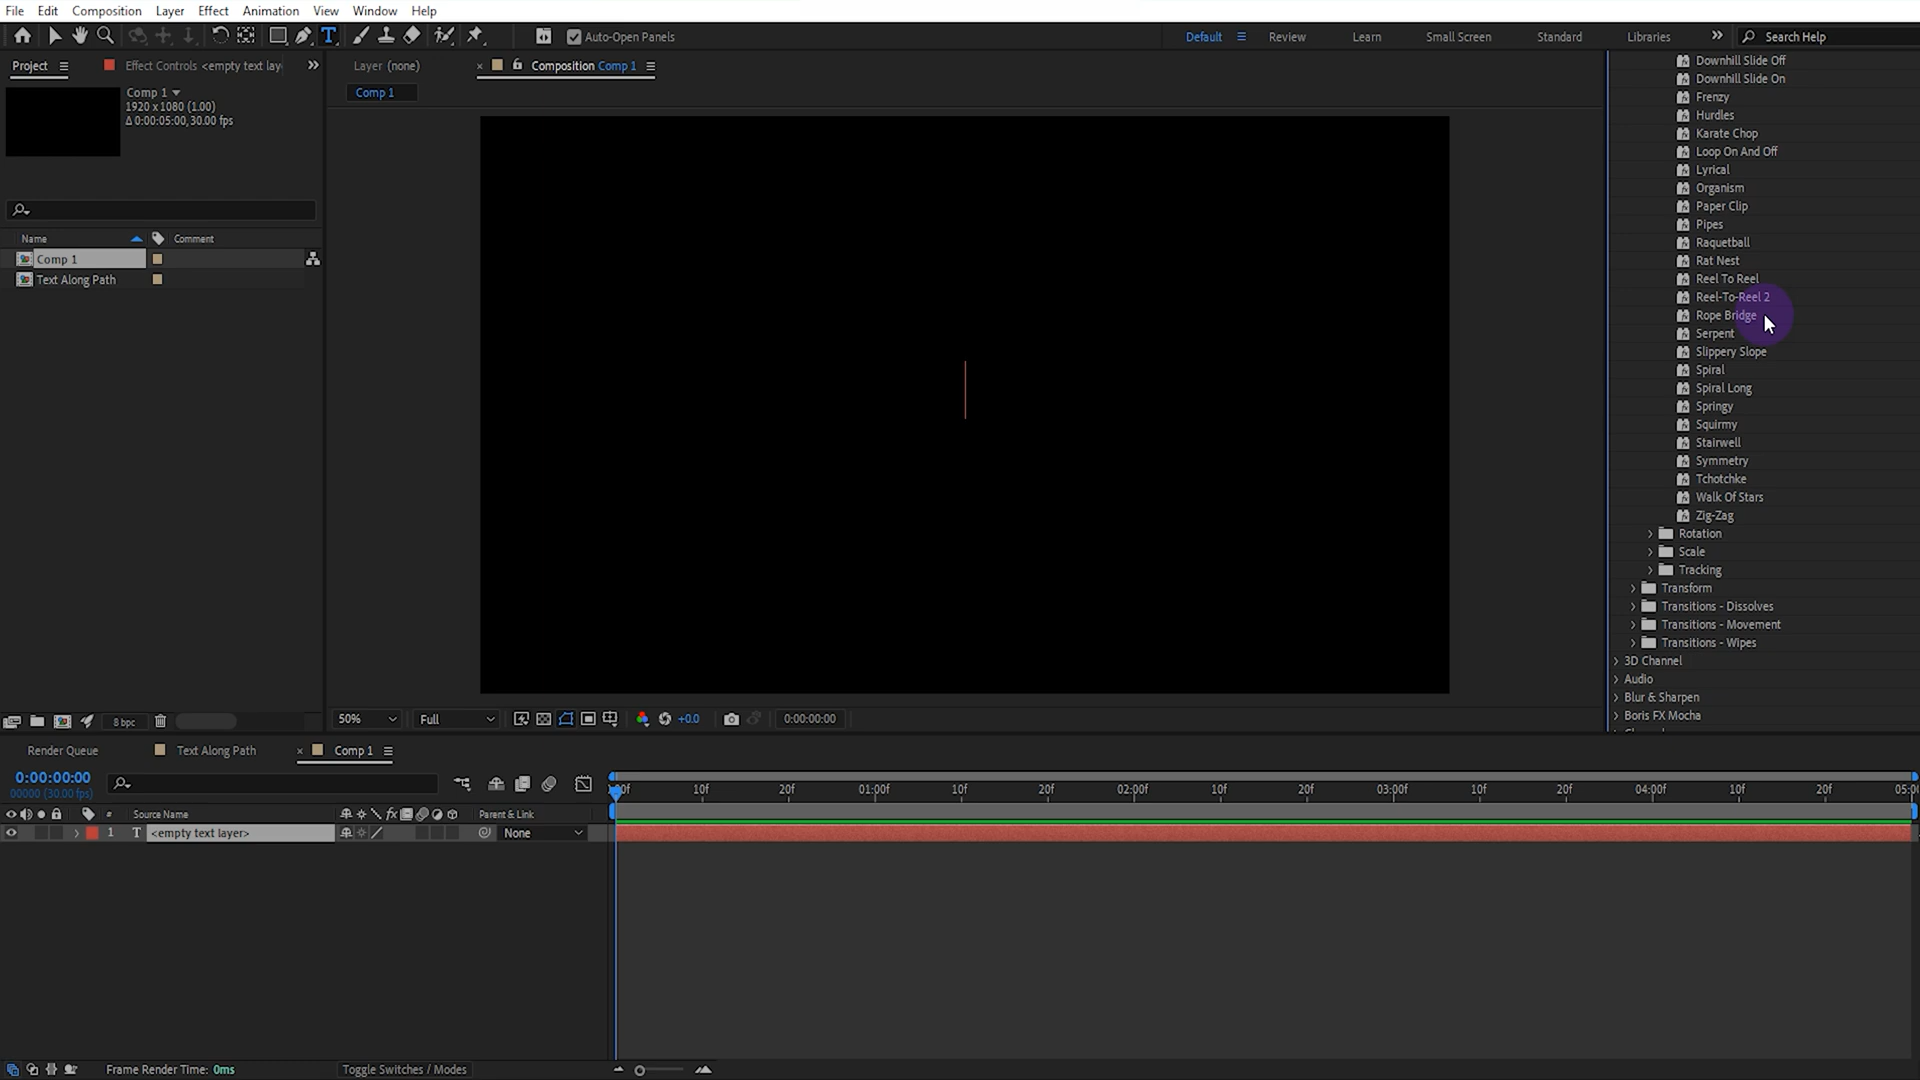 File Edit Composition Layer Effect Animation View Window Help
Auto-Open Panels
Default Review Learn Small Screen Standard Libraries Search Help
Project
Effect Controls <empty text lay
Layer (none)
Composition Comp 1
Comp 1
Comp 1
1920 x 1080 (1.00)
Δ 0:00:05:00, 30.00 fps
Name Comment
Comp 1
Text Along Path
8 bpc
50% Full +0.0 0:00:00:00
Downhill Slide Off
Downhill Slide On
Frenzy
Hurdles
Karate Chop
Loop On And Off
Lyrical
Organism
Paper Clip
Pipes
Raquetball
Rat Nest
Reel To Reel
Reel-To-Reel 2
Rope Bridge
Serpent
Slippery Slope
Spiral
Spiral Long
Springy
Squirmy
Stairwell
Symmetry
Tchotchke
Walk Of Stars
Zig-Zag
Rotation
Scale
Tracking
Transform
Transitions - Dissolves
Transitions - Movement
Transitions - Wipes
3D Channel
Audio
Blur & Sharpen
Boris FX Mocha
Render Queue Text Along Path Comp 1
0:00:00:00
00000 (30.00 fps)
10f 20f 01:00f 10f 20f 02:00f 10f 20f 03:00f 10f 20f 04:00f 10f 20f
# Source Name Parent & Link
1 T <empty text layer> None
Frame Render Time: 0ms
Toggle Switches / Modes